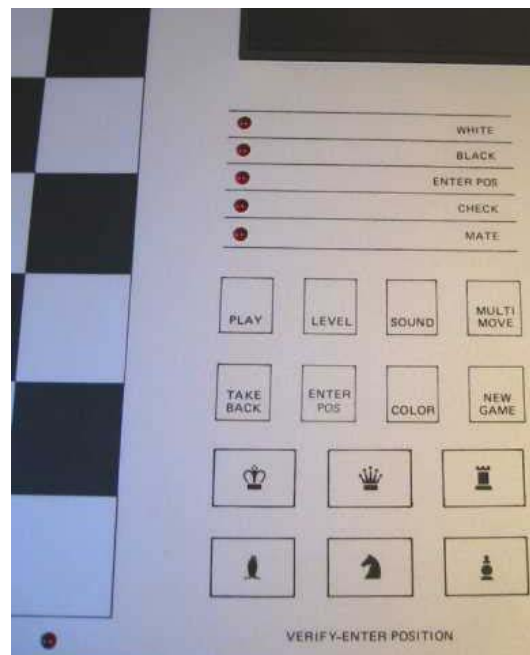 WHITE
BLACK
ENTER POS
CHECK
MATE
PLAY
LEVEL
SOUND
MULTI
MOVE
TAKE
BACK
ENTER
POS
COLOR
NEW
GAME
VERIFY-ENTER POSITION